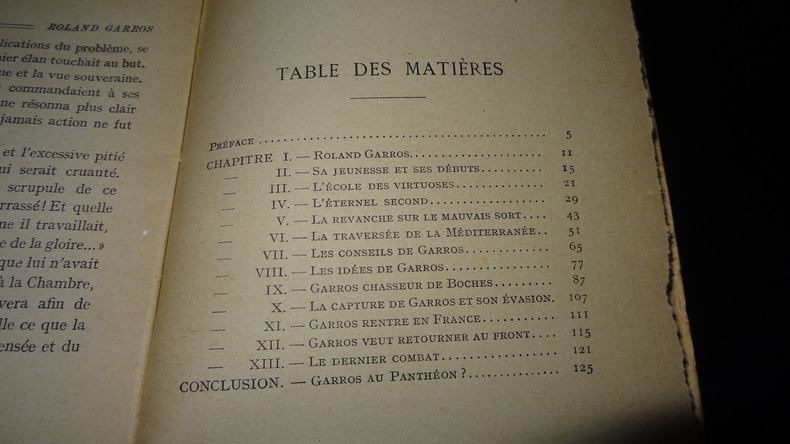 ROLAND GARROS
lications du problème, se
ier élan touchait au but.
ue et la vue souveraine.
commandaient à ses
ne résonna plus clair
jamais action ne fut
et l'excessive pitié
ui serait cruauté.
scrupule de ce
rrassé! Et quelle
ne il travaillait,
e de la gloire... »
que lui n'avait
à la Chambre,
vera afin de
lle ce que la
ensée et du
TABLE DES MATIÈRES
PRÉFACE ........ 5
CHAPITRE I. — ROLAND GARROS........ 11
— II. — SA JEUNESSE ET SES DÉBUTS........ 15
— III. — L'ÉCOLE DES VIRTUOSES........ 21
— IV. — L'ÉTERNEL SECOND........ 29
— V. — LA REVANCHE SUR LE MAUVAIS SORT.... 43
— VI. — LA TRAVERSÉE DE LA MÉDITERRANÉE.. 51
— VII. — LES CONSEILS DE GARROS........ 65
— VIII. — LES IDÉES DE GARROS........ 77
— IX. — GARROS CHASSEUR DE BOCHES........ 87
— X. — LA CAPTURE DE GARROS ET SON ÉVASION. 107
— XI. — GARROS RENTRE EN FRANCE........ 111
— XII. — GARROS VEUT RETOURNER AU FRONT.... 115
— XIII. — LE DERNIER COMBAT........ 121
CONCLUSION. — GARROS AU PANTHÉON ?........ 125